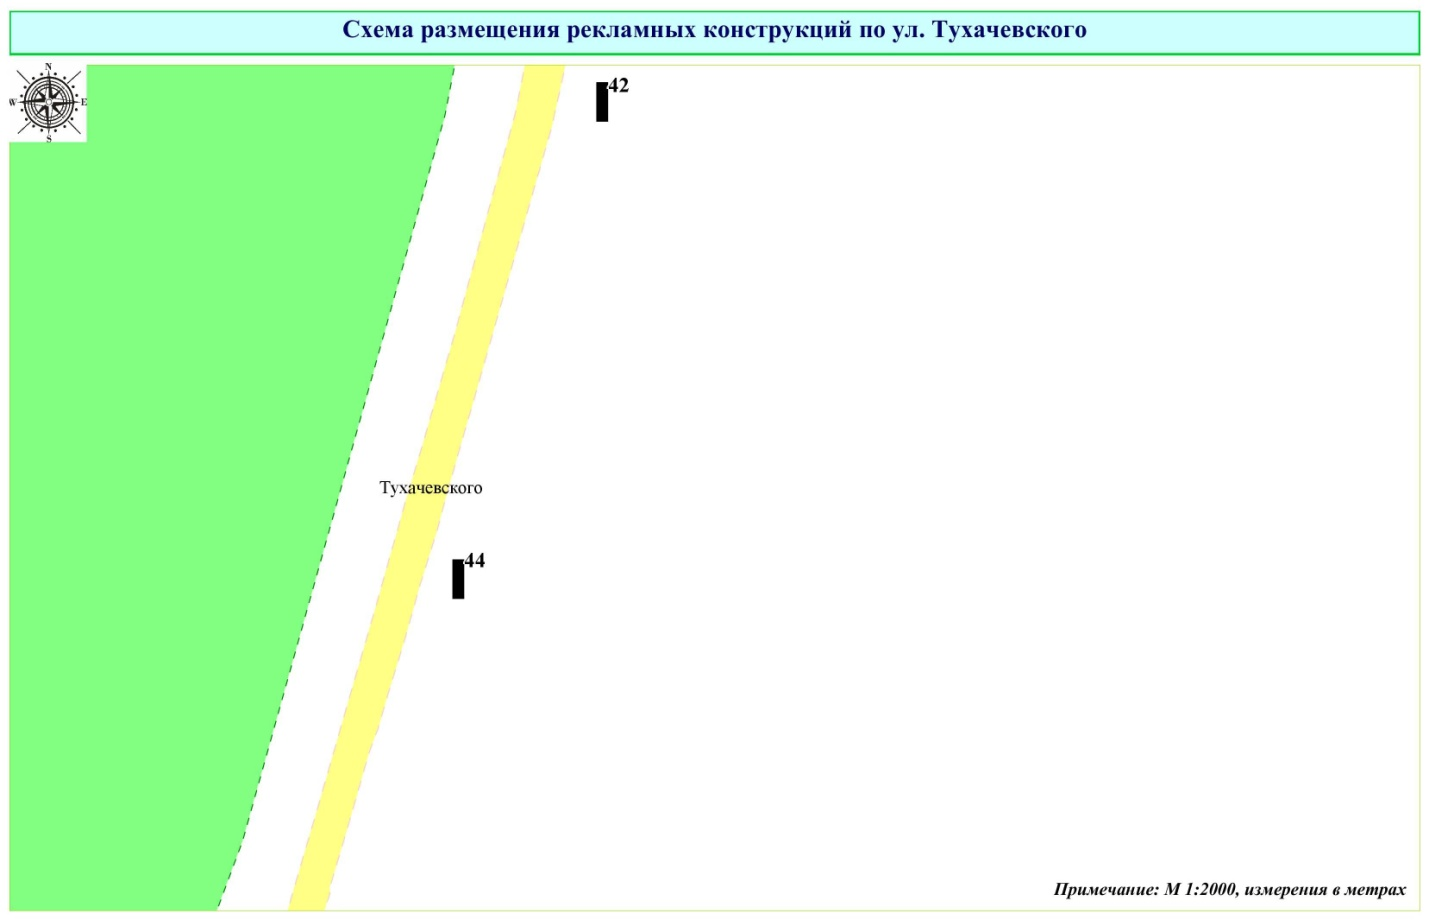 Схема размещения рекламных конструкций по ул. Тухачевского
N
W E
S
42
Тухачевского
44
Примечание: М 1:2000, измерения в метрах